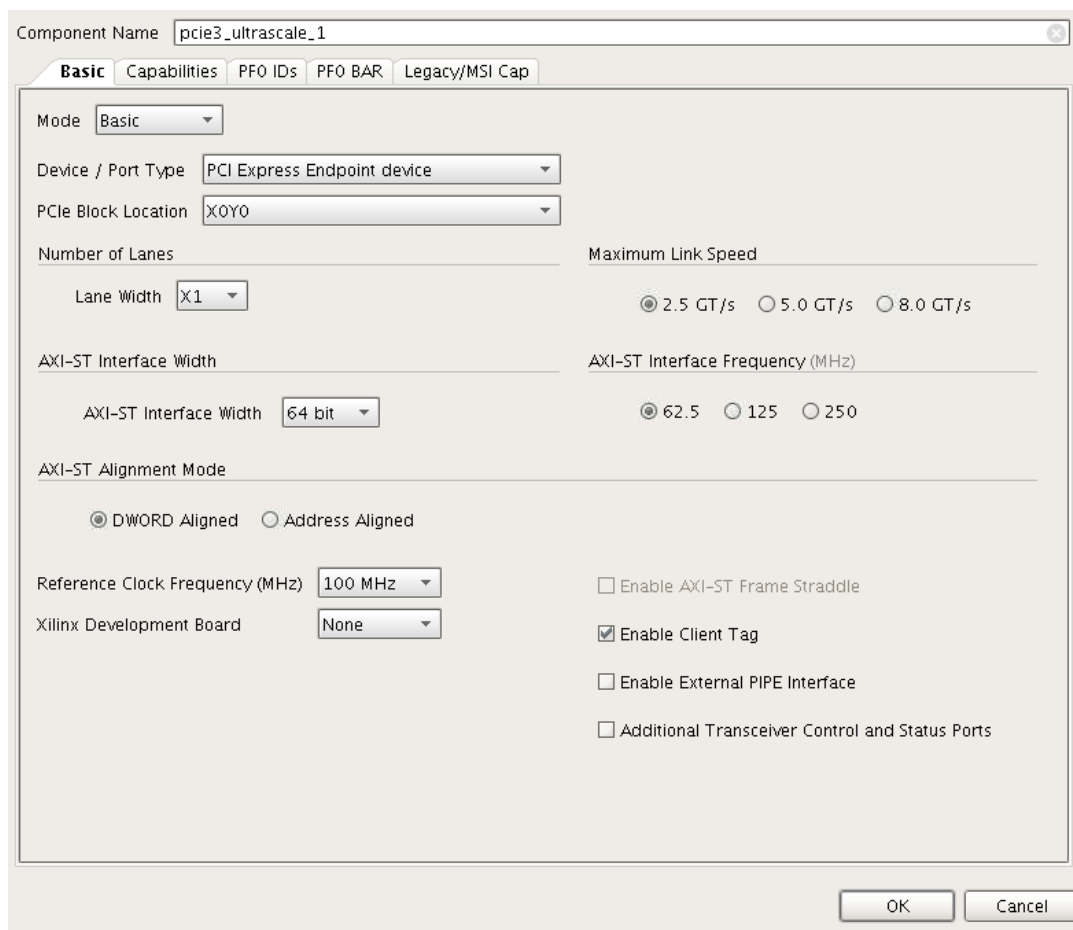 Component Name pcie3_ultrascale_1
Basic Capabilities PF0 IDs PF0 BAR Legacy/MSI Cap
Mode Basic
Device / Port Type PCI Express Endpoint device
PCIe Block Location X0Y0
Number of Lanes
Lane Width X1
Maximum Link Speed
2.5 GT/s 5.0 GT/s 8.0 GT/s
AXI-ST Interface Width
AXI-ST Interface Width 64 bit
AXI-ST Interface Frequency (MHz)
62.5 125 250
AXI-ST Alignment Mode
DWORD Aligned Address Aligned
Reference Clock Frequency (MHz) 100 MHz
Xilinx Development Board None
Enable AXI-ST Frame Straddle
Enable Client Tag
Enable External PIPE Interface
Additional Transceiver Control and Status Ports
OK Cancel